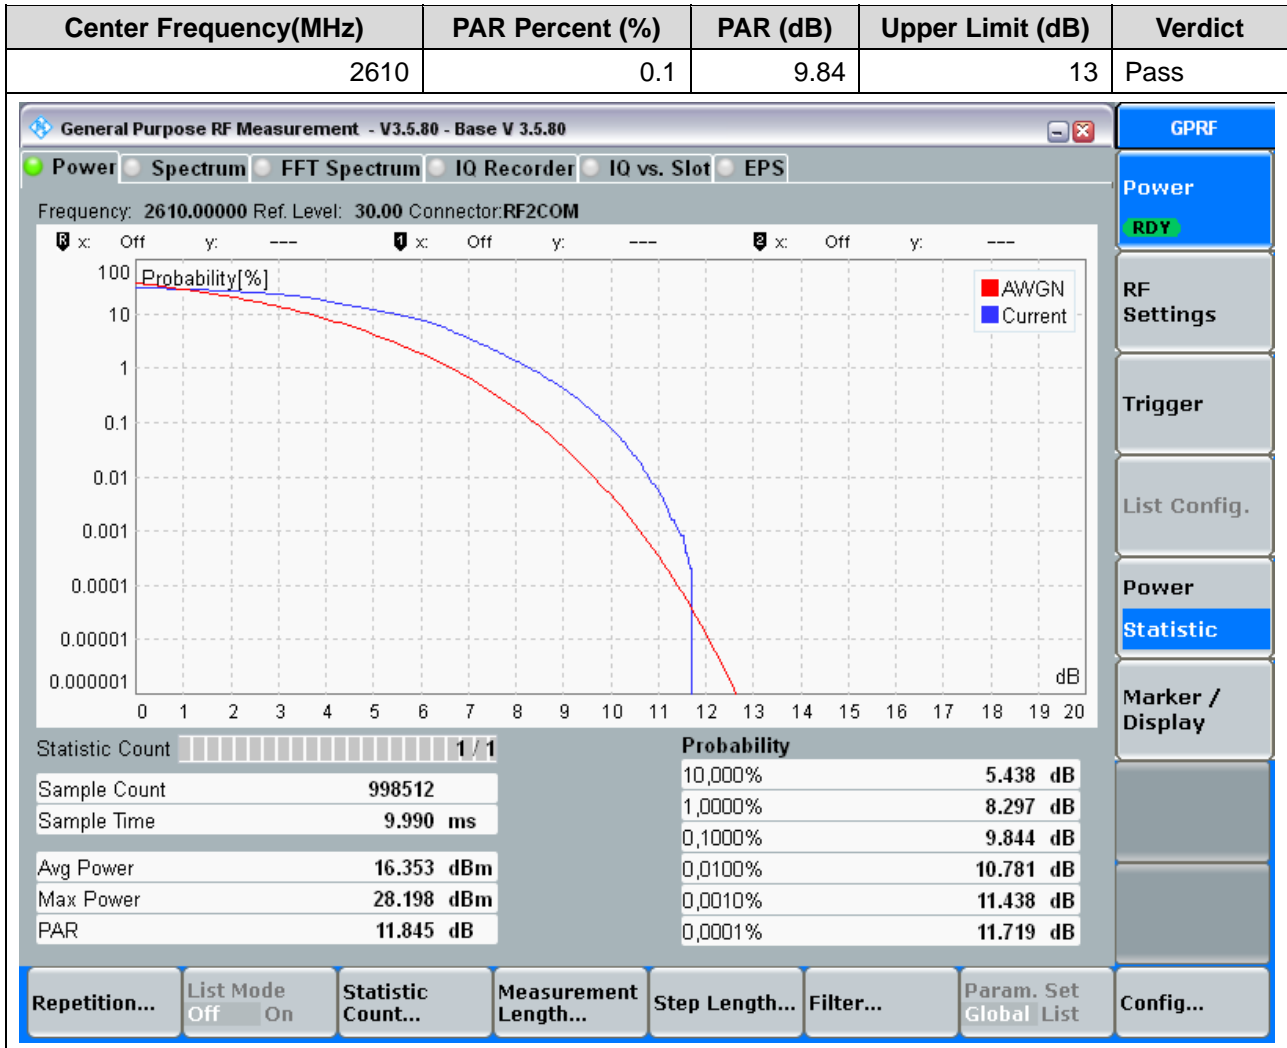 Center Frequency(MHz) PAR Percent (%) PAR (dB) Upper Limit (dB) Verdict
2610 0.1 9.84 13 Pass
General Purpose RF Measurement - V3.5.80 - Base V 3.5.80
GPRF
Power Spectrum FFT Spectrum IQ Recorder IQ vs. Slot EPS
Frequency: 2610.00000 Ref. Level: 30.00 Connector:RF2COM
R x: Off y: --- 1 x: Off y: --- 2 x: Off y: ---
Probability[%]
100
10
1
0.1
0.01
0.001
0.0001
0.00001
0.000001
AWGN
Current
dB
0 1 2 3 4 5 6 7 8 9 10 11 12 13 14 15 16 17 18 19 20
Statistic Count 1 / 1
Sample Count 998512
Sample Time 9.990 ms
Avg Power 16.353 dBm
Max Power 28.198 dBm
PAR 11.845 dB
Probability
10,000% 5.438 dB
1,0000% 8.297 dB
0,1000% 9.844 dB
0,0100% 10.781 dB
0,0010% 11.438 dB
0,0001% 11.719 dB
Power
RDY
RF
Settings
Trigger
List Config.
Power
Statistic
Marker /
Display
Repetition...
List Mode
Off On
Statistic
Count...
Measurement
Length...
Step Length...
Filter...
Param. Set
Global List
Config...